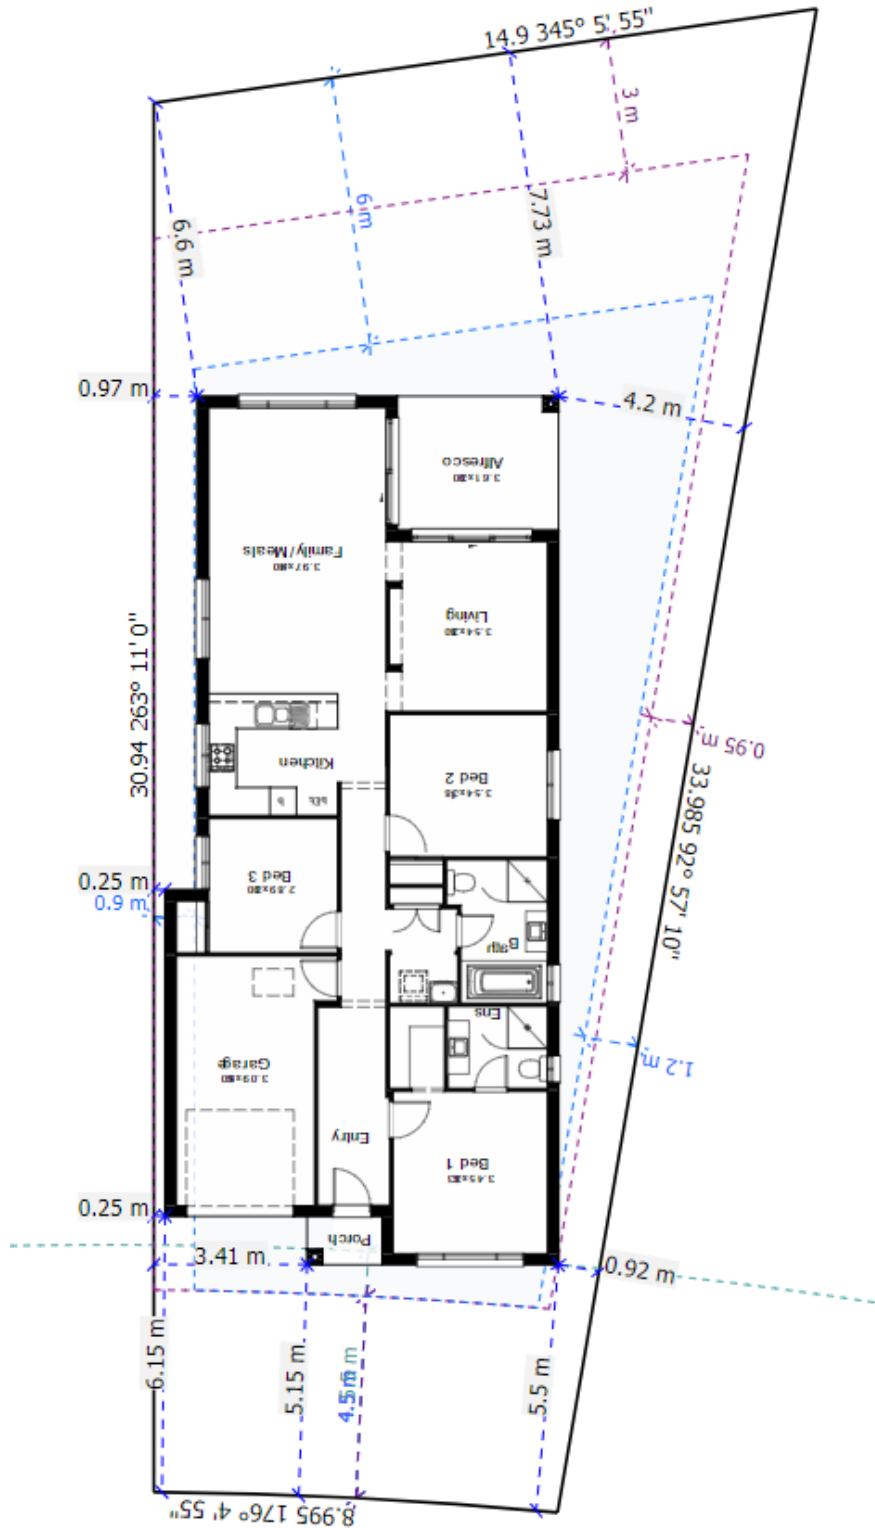 14.9 345° 5' 55"
3 m
6 m
7.73 m
6.6 m
0.97 m
4.2 m
Alfresco
Family/Meals
Living
30.94 263° 11' 0"
0.95 m
33.985 92° 57' 10"
Kitchen
Bed 2
Bed 3
0.25 m
0.9 m
Bath
Ens
1.2 m
Garage
Entry
Bed 1
0.25 m
Porch
3.41 m
0.92 m
6.15 m
5.15 m
4.5 m
5.5 m
8.995 176° 4' 55"